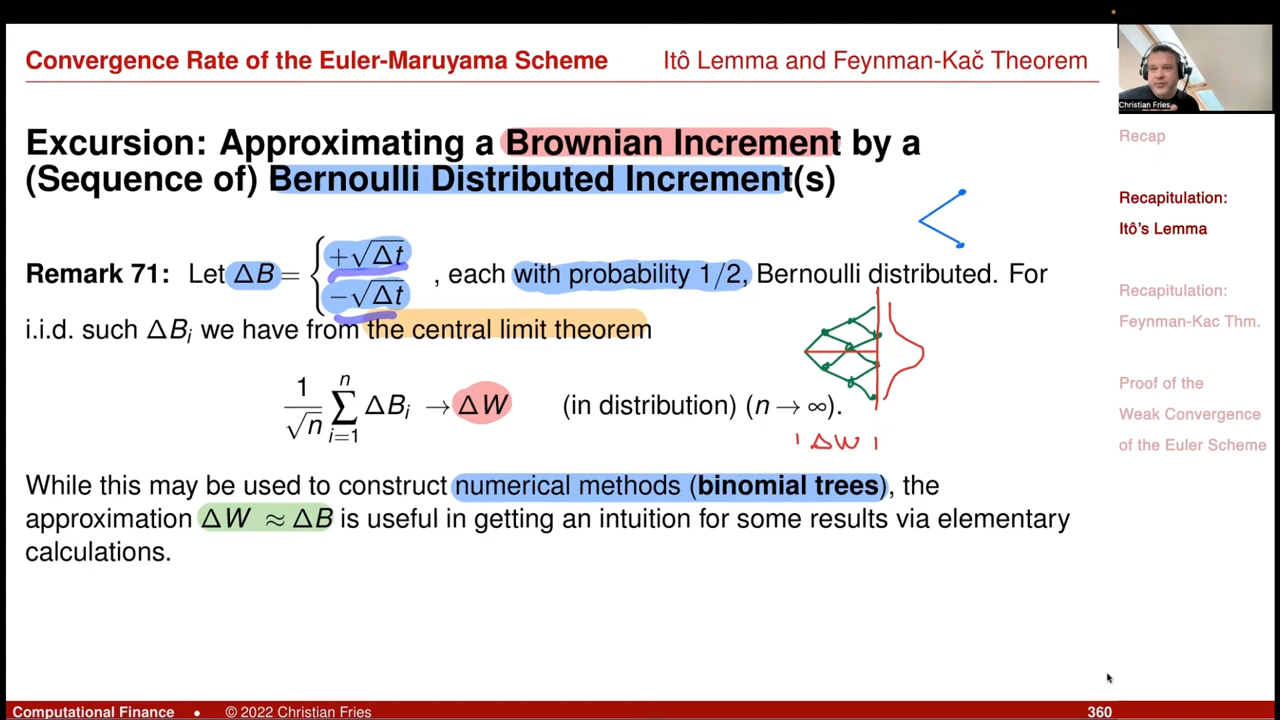 Convergence Rate of the Euler-Maruyama Scheme
Itô Lemma and Feynman-Kač Theorem
Christian Fries
Recap
Recapitulation:
Itô's Lemma
Recapitulation:
Feynman-Kac Thm.
Proof of the
Weak Convergence
of the Euler Scheme
Excursion: Approximating a Brownian Increment by a
(Sequence of) Bernoulli Distributed Increment(s)
Remark 71: Let ΔB = { +√Δt −√Δt , each with probability 1/2, Bernoulli distributed. For
i.i.d. such ΔBᵢ we have from the central limit theorem
1/√n ∑ᵢ₌₁ⁿ ΔBᵢ → ΔW (in distribution) (n → ∞).
ΔW
While this may be used to construct numerical methods (binomial trees), the
approximation ΔW ≈ ΔB is useful in getting an intuition for some results via elementary
calculations.
Computational Finance • © 2022 Christian Fries
360